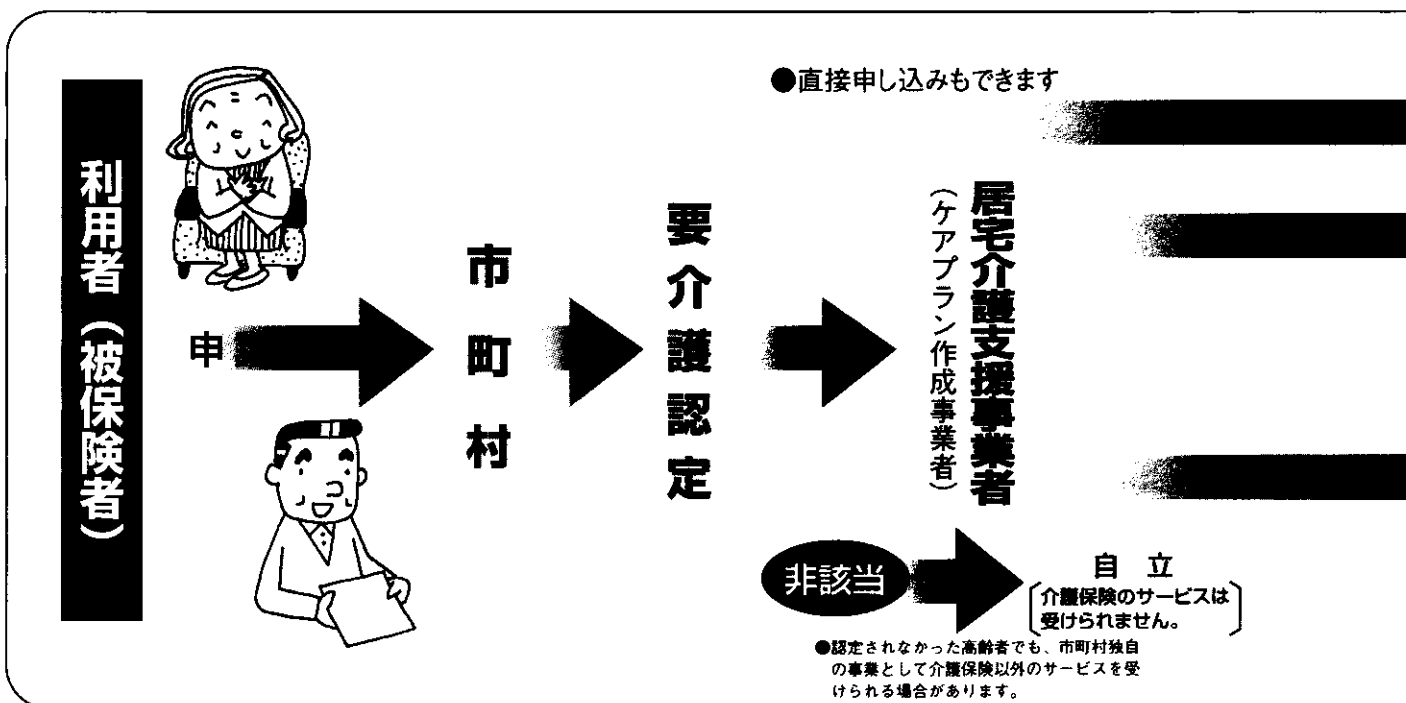 利用者（被保険者）
申
市町村
要介護認定
●直接申し込みもできます
居宅介護支援事業者
（ケアプラン作成事業者）
非該当
自立
介護保険のサービスは
受けられません。
●認定されなかった高齢者でも、市町村独自
の事業として介護保険以外のサービスを受
けられる場合があります。